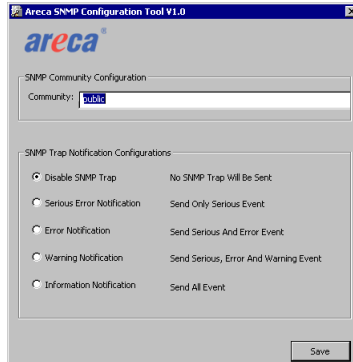 Areca SNMP Configuration Tool V1.0
areca®
SNMP Community Configuration
Community: public
SNMP Trap Notification Configurations
Disable SNMP Trap No SNMP Trap Will Be Sent
Serious Error Notification Send Only Serious Event
Error Notification Send Serious And Error Event
Warning Notification Send Serious, Error And Warning Event
Information Notification Send All Event
Save